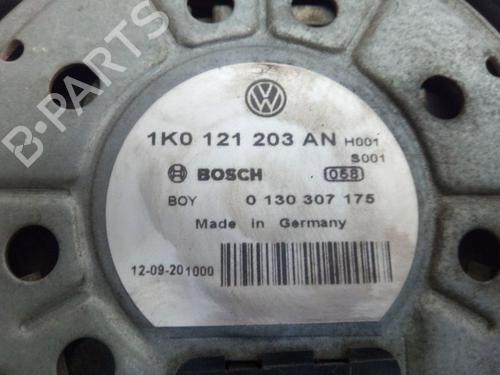 1K0 121 203 AN H001
S001
BOSCH 058
BOY 0 130 307 175
Made in Germany
12-09-201000
B-PARTS